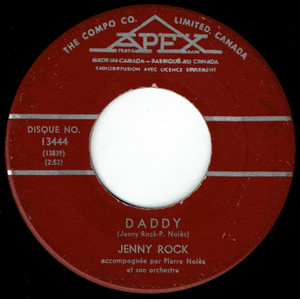 THE COMPO CO. LIMITED, CANADA
APEX
MADE IN CANADA — FABRIQUÉ AU CANADA
RADIODIFFUSION AVEC LICENCE SEULEMENT
DISQUE NO.
13444
(13839)
(2:53)
DADDY
(Jenny Rock-P. Nolès)
JENNY ROCK
accompagnée par Pierre Nolès
et son orchestre